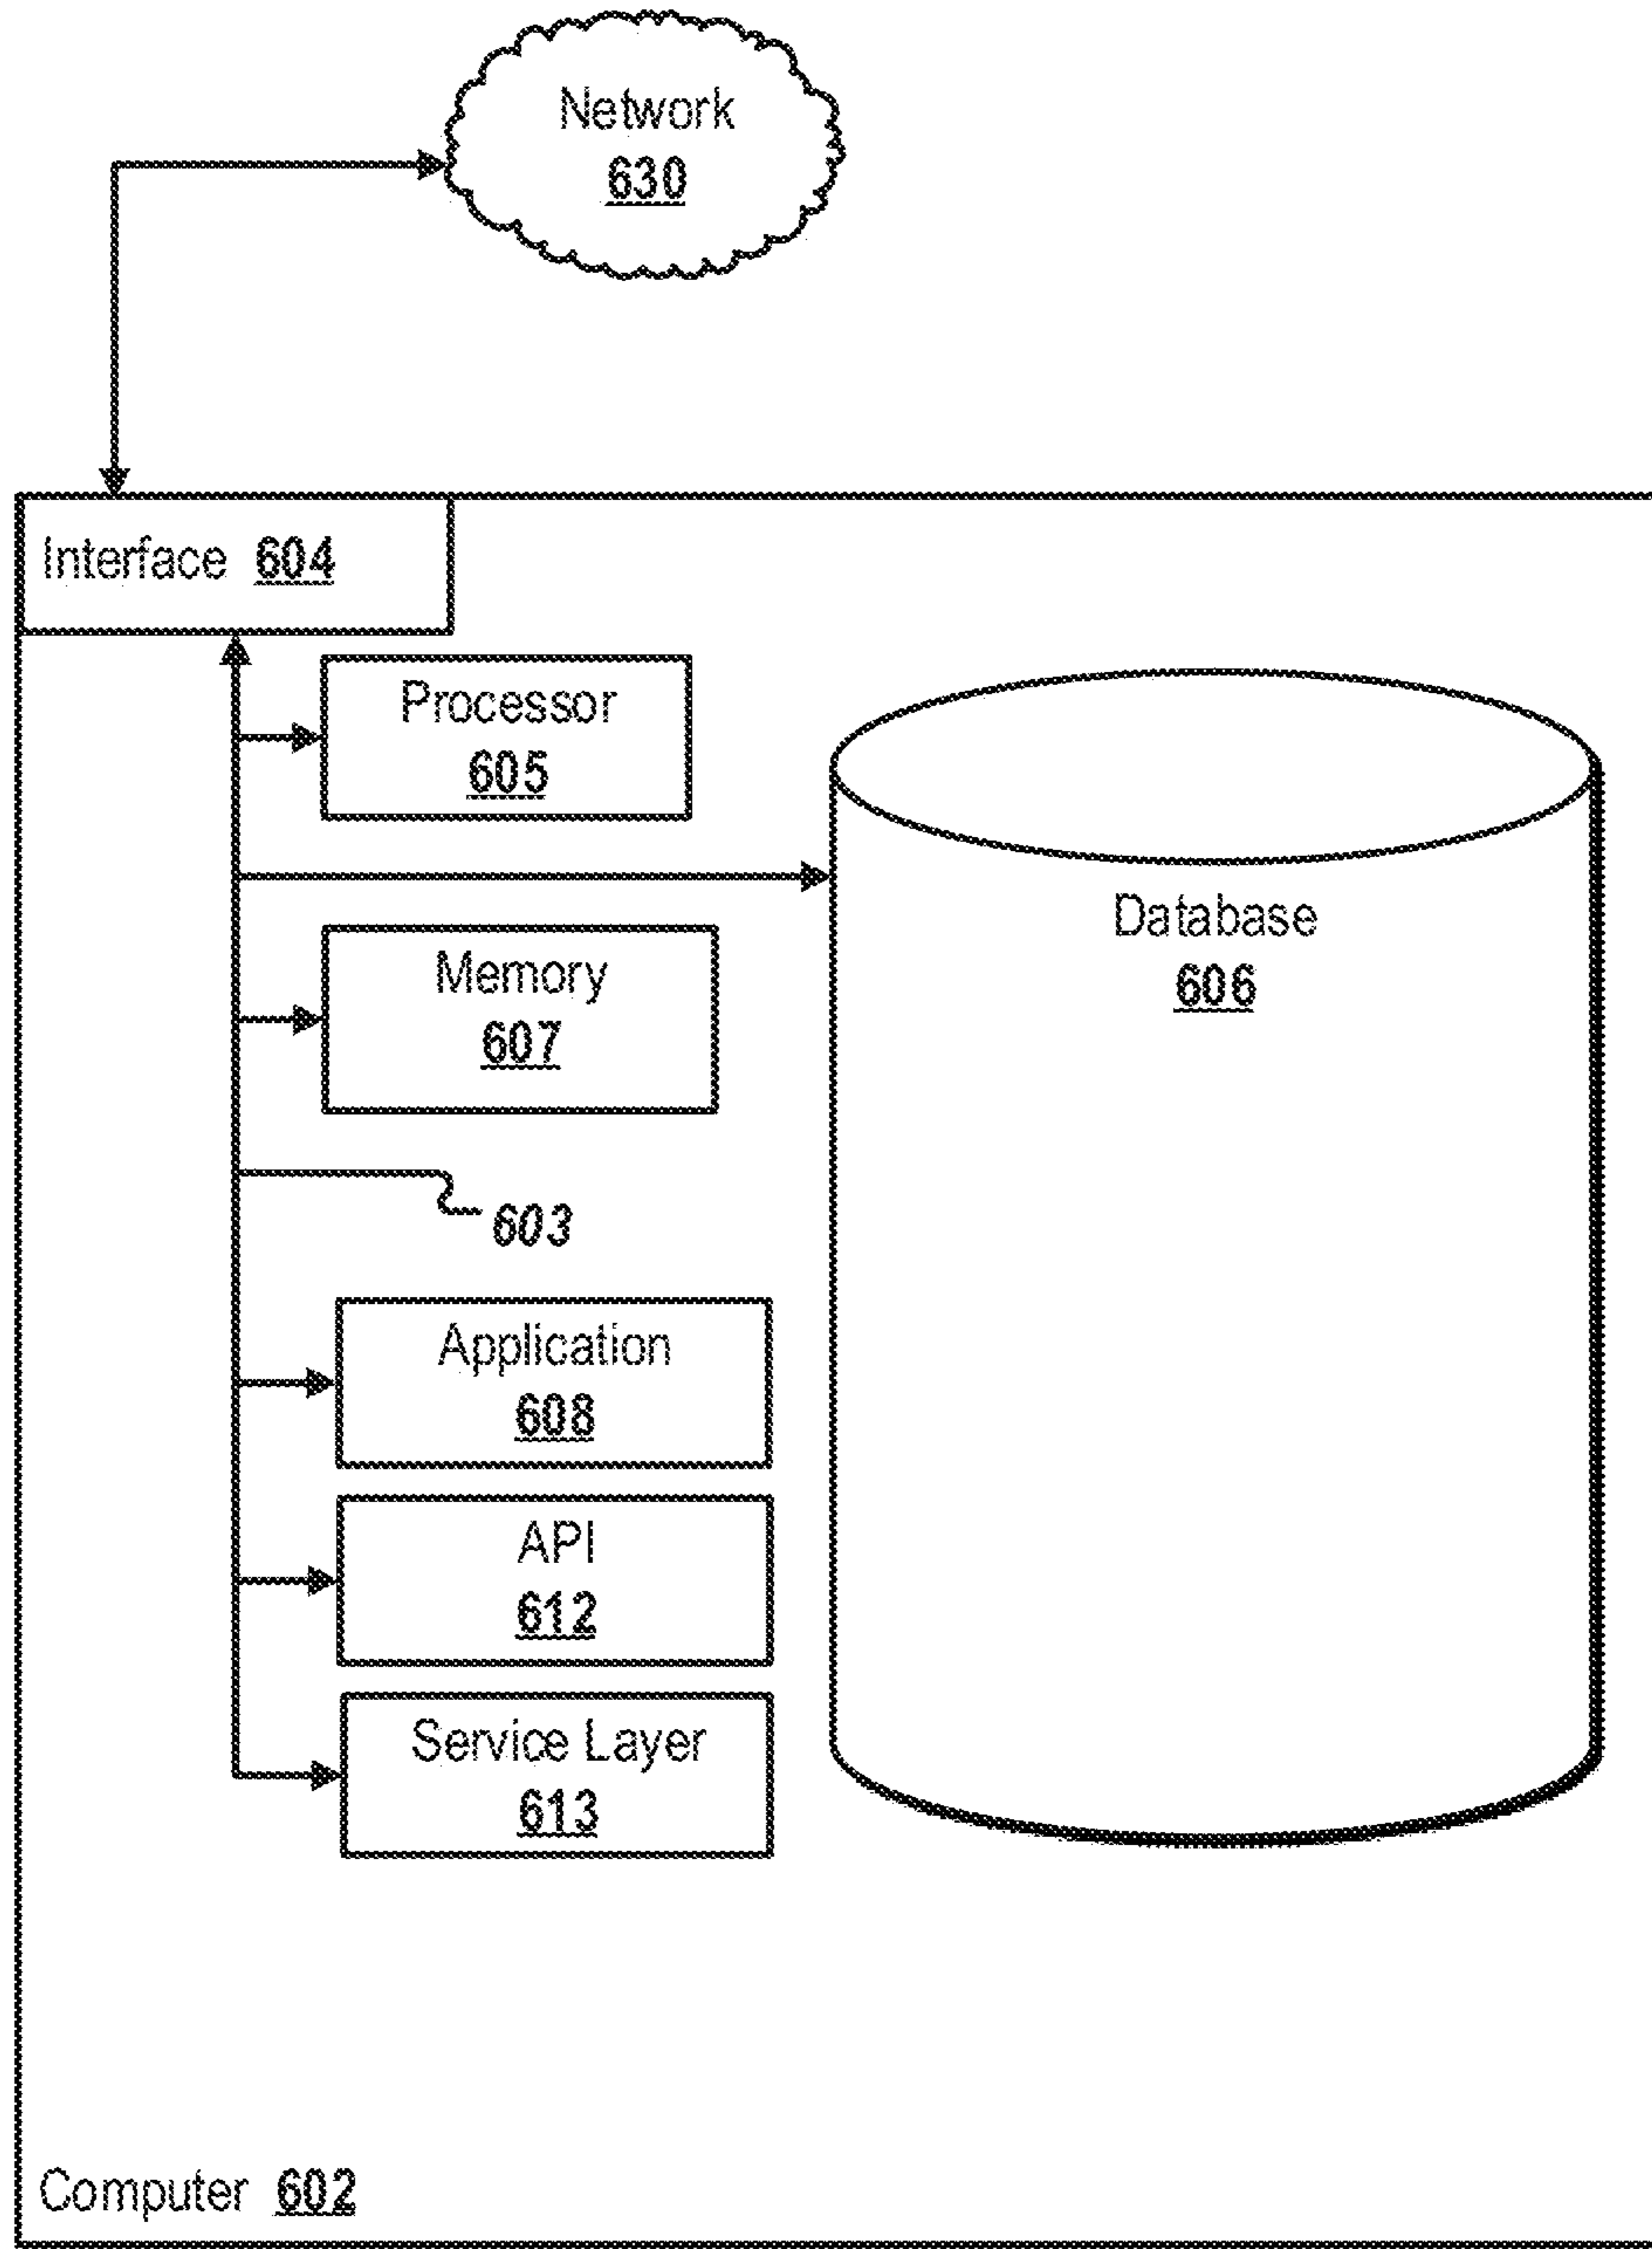 Network
630
Interface 604
Processor
605
Database
606
Memory
607
603
Application
608
API
612
Service Layer
613
Computer 602